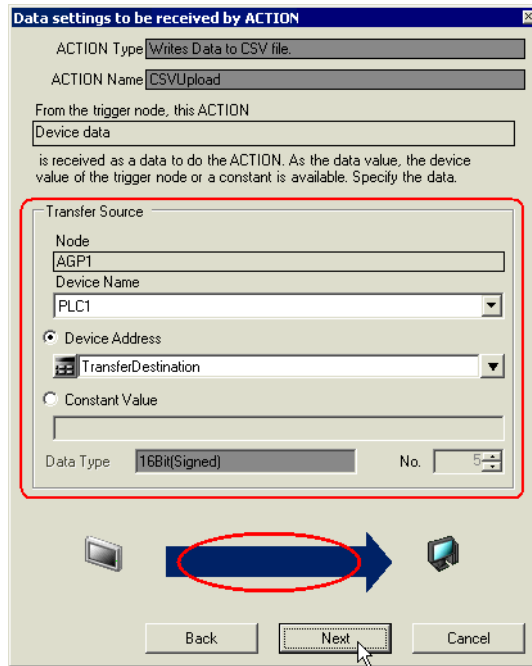 Data settings to be received by ACTION
ACTION Type Writes Data to CSV file.
ACTION Name CSVUpload
From the trigger node, this ACTION
Device data
is received as a data to do the ACTION. As the data value, the device
value of the trigger node or a constant is available. Specify the data.
Transfer Source
Node
AGP1
Device Name
PLC1
Device Address
TransferDestination
Constant Value
Data Type 16Bit(Signed) No. 5
Back Next Cancel